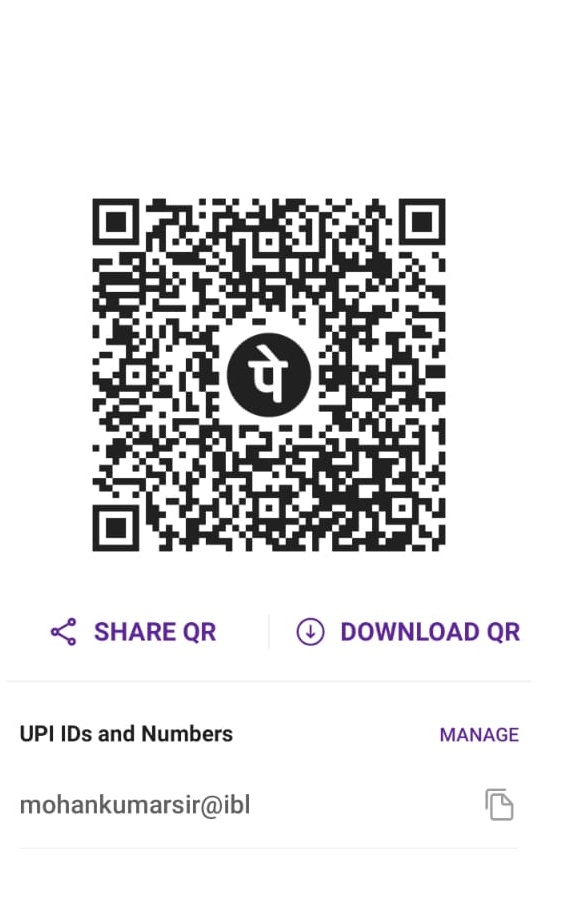 पे
SHARE QR
DOWNLOAD QR
UPI IDs and Numbers
MANAGE
mohankumarsir@ibl